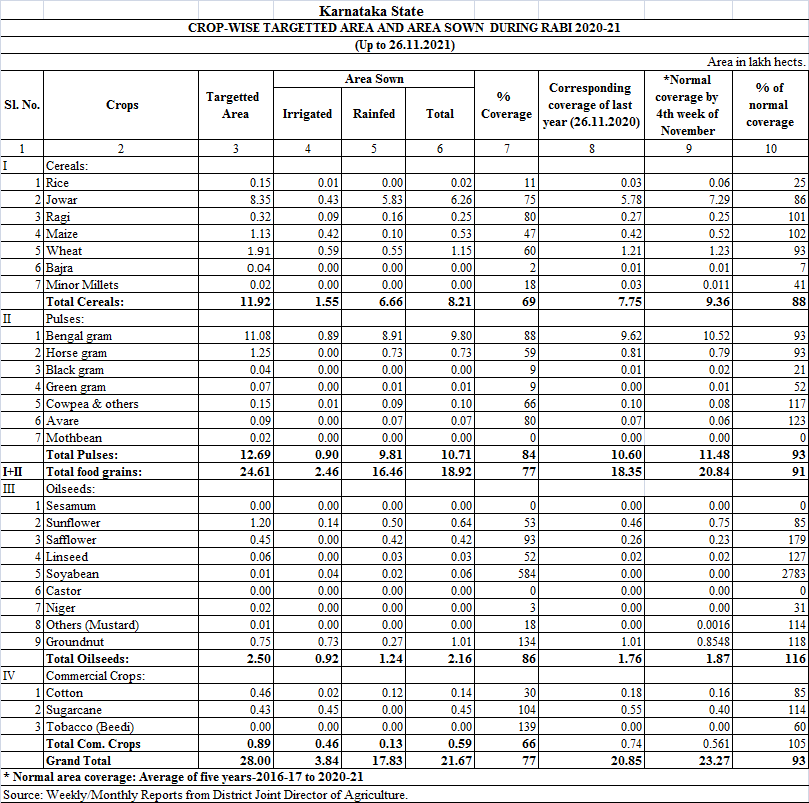 Karnataka State
CROP-WISE TARGETTED AREA AND AREA SOWN DURING RABI 2020-21
(Up to 26.11.2021)
Area in lakh hects.
Sl. No. Crops Targetted Area Area Sown Irrigated Rainfed Total % Coverage Corresponding coverage of last year (26.11.2020) *Normal coverage by 4th week of November % of normal coverage
1 2 3 4 5 6 7 8 9 10
I Cereals:
1 Rice 0.15 0.01 0.00 0.02 11 0.03 0.06 25
2 Jowar 8.35 0.43 5.83 6.26 75 5.78 7.29 86
3 Ragi 0.32 0.09 0.16 0.25 80 0.27 0.25 101
4 Maize 1.13 0.42 0.10 0.53 47 0.42 0.52 102
5 Wheat 1.91 0.59 0.55 1.15 60 1.21 1.23 93
6 Bajra 0.04 0.00 0.00 0.00 2 0.01 0.01 7
7 Minor Millets 0.02 0.00 0.00 0.00 18 0.03 0.011 41
Total Cereals: 11.92 1.55 6.66 8.21 69 7.75 9.36 88
II Pulses:
1 Bengal gram 11.08 0.89 8.91 9.80 88 9.62 10.52 93
2 Horse gram 1.25 0.00 0.73 0.73 59 0.81 0.79 93
3 Black gram 0.04 0.00 0.00 0.00 9 0.01 0.02 21
4 Green gram 0.07 0.00 0.01 0.01 9 0.00 0.01 52
5 Cowpea & others 0.15 0.01 0.09 0.10 66 0.10 0.08 117
6 Avare 0.09 0.00 0.07 0.07 80 0.07 0.06 123
7 Mothbean 0.02 0.00 0.00 0.00 0 0.00 0.00 0
Total Pulses: 12.69 0.90 9.81 10.71 84 10.60 11.48 93
I+II Total food grains: 24.61 2.46 16.46 18.92 77 18.35 20.84 91
III Oilseeds:
1 Sesamum 0.00 0.00 0.00 0.00 0 0.00 0.00 0
2 Sunflower 1.20 0.14 0.50 0.64 53 0.46 0.75 85
3 Safflower 0.45 0.00 0.42 0.42 93 0.26 0.23 179
4 Linseed 0.06 0.00 0.03 0.03 52 0.02 0.02 127
5 Soyabean 0.01 0.04 0.02 0.06 584 0.00 0.00 2783
6 Castor 0.00 0.00 0.00 0.00 0 0.00 0.00 0
7 Niger 0.02 0.00 0.00 0.00 3 0.00 0.00 31
8 Others (Mustard) 0.01 0.00 0.00 0.00 18 0.00 0.0016 114
9 Groundnut 0.75 0.73 0.27 1.01 134 1.01 0.8548 118
Total Oilseeds: 2.50 0.92 1.24 2.16 86 1.76 1.87 116
IV Commercial Crops:
1 Cotton 0.46 0.02 0.12 0.14 30 0.18 0.16 85
2 Sugarcane 0.43 0.45 0.00 0.45 104 0.55 0.40 114
3 Tobacco (Beedi) 0.00 0.00 0.00 0.00 139 0.00 0.00 60
Total Com. Crops 0.89 0.46 0.13 0.59 66 0.74 0.561 105
Grand Total 28.00 3.84 17.83 21.67 77 20.85 23.27 93
* Normal area coverage: Average of five years-2016-17 to 2020-21
Source: Weekly/Monthly Reports from District Joint Director of Agriculture.